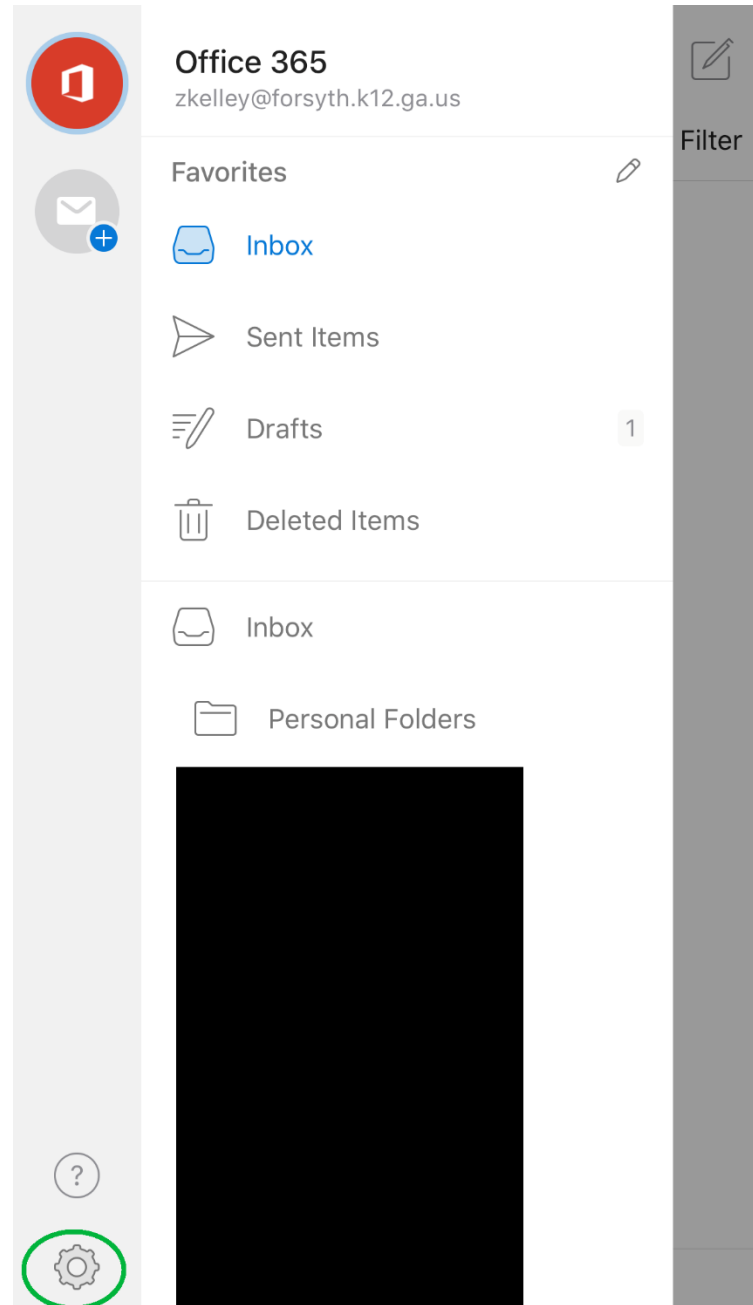 Office 365
zkelley@forsyth.k12.ga.us
Filter
Favorites
Inbox
Sent Items
Drafts 1
Deleted Items
Inbox
Personal Folders
?